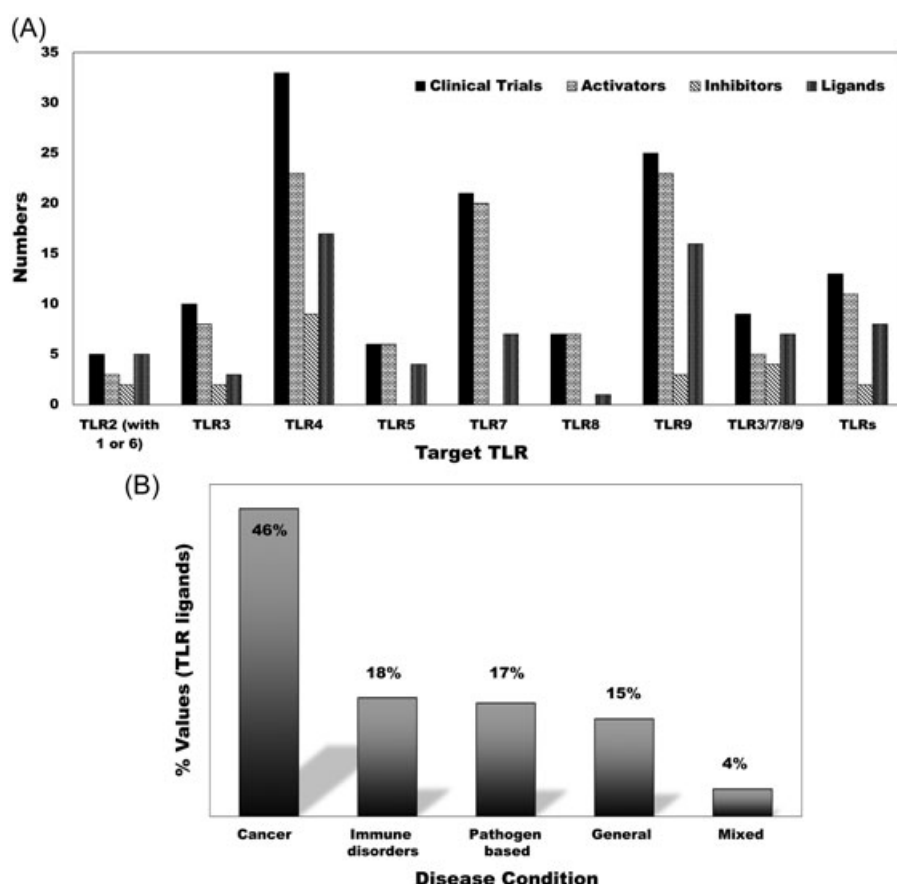 (A)
35
30
25
20
15
10
5
0
Numbers
Clinical Trials Activators Inhibitors Ligands
TLR2 (with 1 or 6) TLR3 TLR4 TLR5 TLR7 TLR8 TLR9 TLR3/7/8/9 TLRs
Target TLR
(B)
% Values (TLR ligands)
46%
18%
17%
15%
4%
Cancer Immune disorders Pathogen based General Mixed
Disease Condition